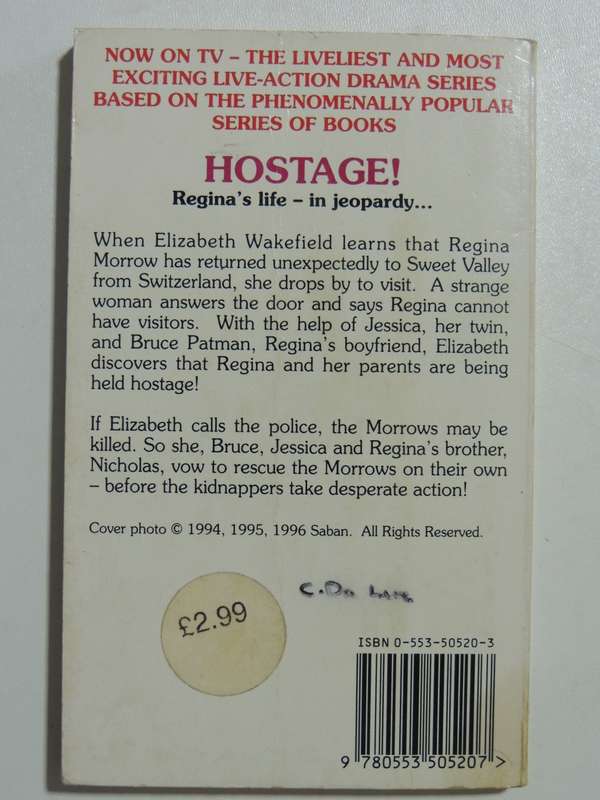 NOW ON TV – THE LIVELIEST AND MOST
EXCITING LIVE-ACTION DRAMA SERIES
BASED ON THE PHENOMENALLY POPULAR
SERIES OF BOOKS
HOSTAGE!
Regina's life – in jeopardy...
When Elizabeth Wakefield learns that Regina
Morrow has returned unexpectedly to Sweet Valley
from Switzerland, she drops by to visit. A strange
woman answers the door and says Regina cannot
have visitors. With the help of Jessica, her twin,
and Bruce Patman, Regina's boyfriend, Elizabeth
discovers that Regina and her parents are being
held hostage!
If Elizabeth calls the police, the Morrows may be
killed. So she, Bruce, Jessica and Regina's brother,
Nicholas, vow to rescue the Morrows on their own
– before the kidnappers take desperate action!
Cover photo © 1994, 1995, 1996 Saban. All Rights Reserved.
£2.99
ISBN 0-553-50520-3
9 780553 505207 >